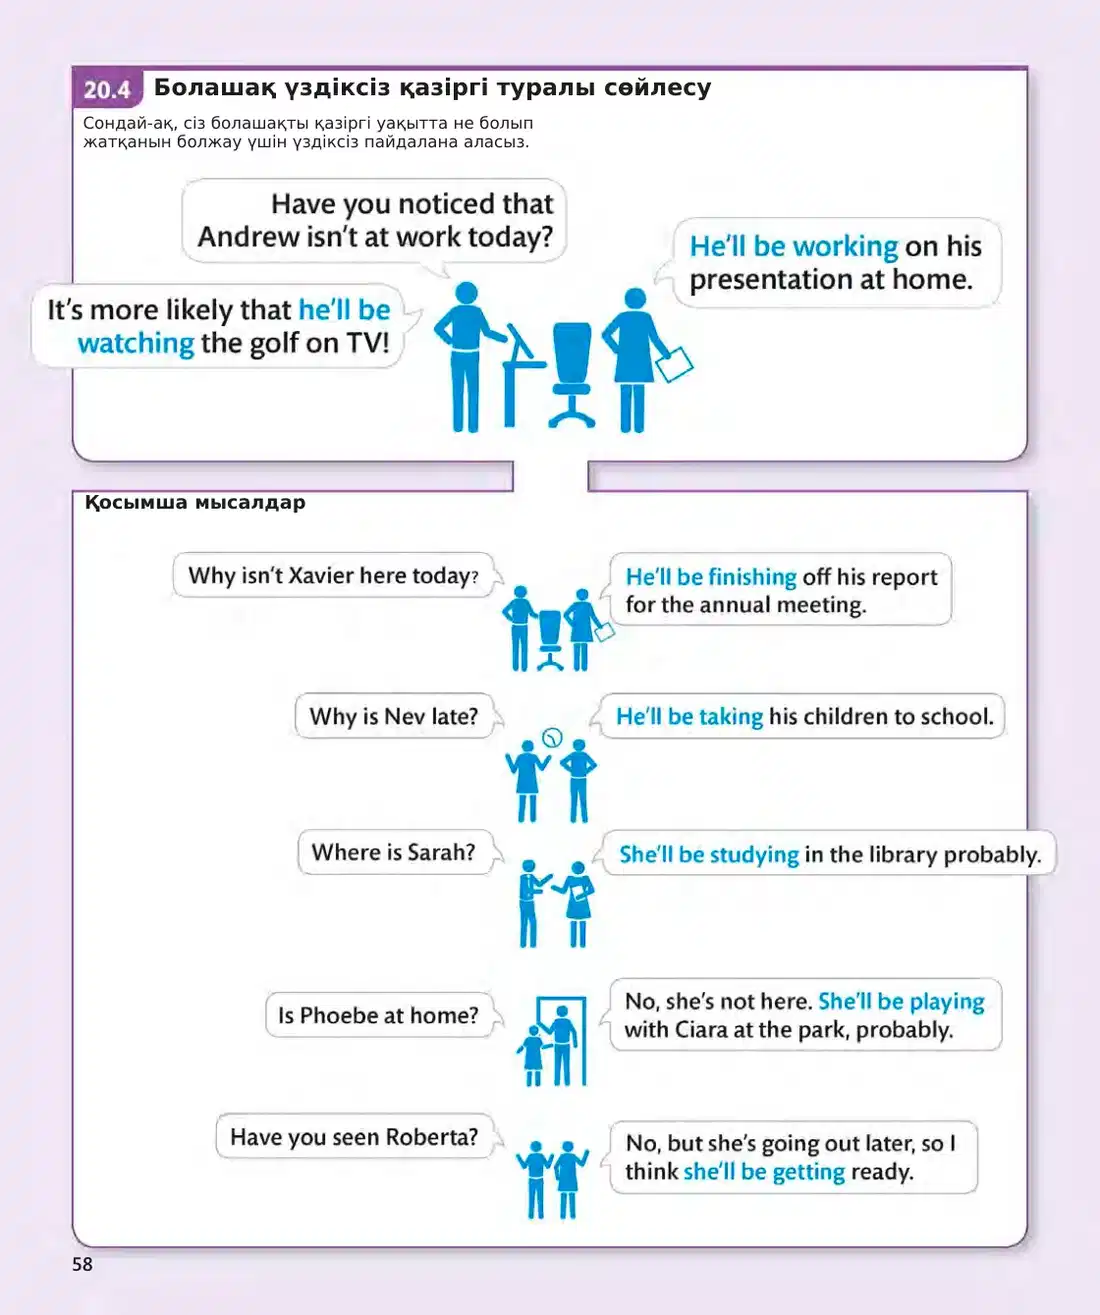 20.4 Болашақ үздіксіз қазіргі туралы сөйлесу
Сондай-ақ, сіз болашақты қазіргі уақытта не болып
жатқанын болжау үшін үздіксіз пайдалана аласыз.
Have you noticed that
Andrew isn't at work today?
He'll be working on his
presentation at home.
It's more likely that he'll be
watching the golf on TV!
Қосымша мысалдар
Why isn't Xavier here today?
He'll be finishing off his report
for the annual meeting.
Why is Nev late?
He'll be taking his children to school.
Where is Sarah?
She'll be studying in the library probably.
Is Phoebe at home?
No, she's not here. She'll be playing
with Ciara at the park, probably.
Have you seen Roberta?
No, but she's going out later, so I
think she'll be getting ready.
58